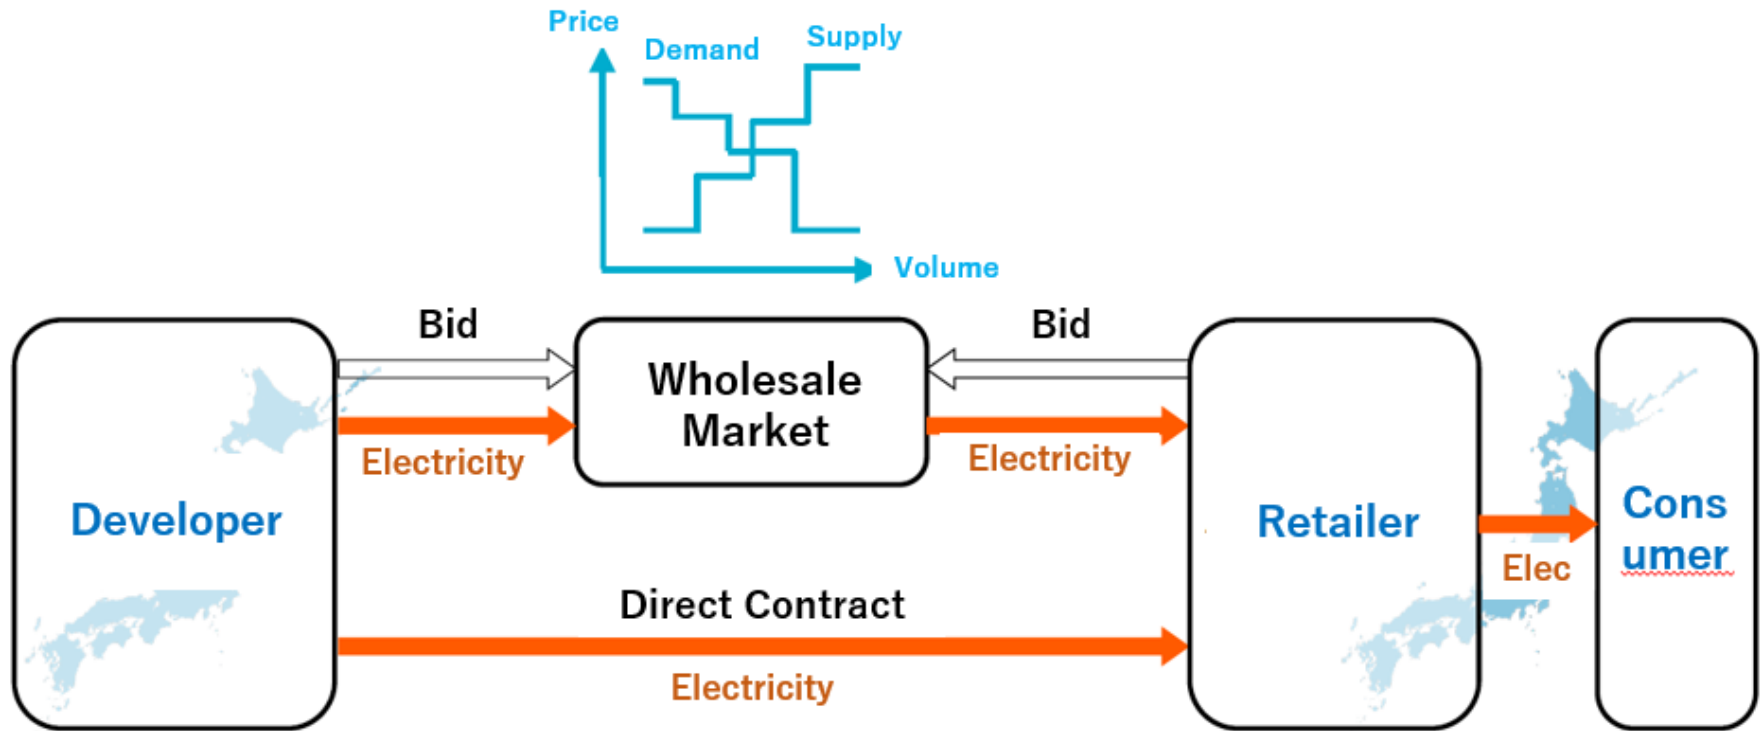 Price
Demand
Supply
Volume
Bid
Bid
Wholesale
Market
Electricity
Electricity
Developer
Retailer
Cons
umer
Elec
Direct Contract
Electricity